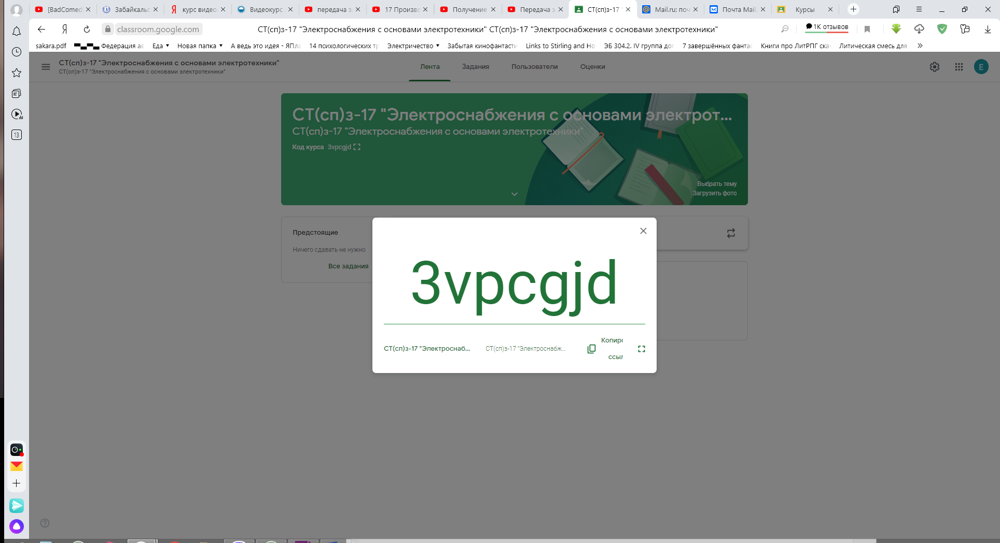 [BadComed
Забайкальс
курс видео.
Видеокурс.
передача э.
17 Произвс
Получение
Передача э
СТ(сп)з-17 "
Mail.ru: поч
Почта Mail.
Курсы
classroom.google.com
СТ(сп)з-17 "Электроснабжения с основами электротехники" СТ(сп)з-17 "Электроснабжения с основами электротехники"
1К отзывов
sakara.pdf
Федерация ав
Еда
Новая папка
А ведь это идея - ЯПла
14 психологических тр
Электричество
Забытая кинофантасти
Links to Stirling and Ho
ЭБ 304.2. IV группа доп
7 завершённых фантас
Книги про ЛитРПГ ска
Литическая смесь для
СТ(сп)з-17 "Электроснабжения с основами электротехники"
СТ(сп)з-17 "Электроснабжения с основами электротехники"
Лента
Задания
Пользователи
Оценки
E
13
СТ(сп)з-17 "Электроснабжения с основами электрот...
СТ(сп)з-17 "Электроснабжения с основами электротехники"
Код курса 3vpcgjd
Выбрать тему
Загрузить фото
Предстоящие
Ничего сдавать не нужно
Все задания
3vpcgjd
СТ(сп)з-17 "Электроснаб...
СТ(сп)з-17 "Электроснабж...
Копирс
ссыл